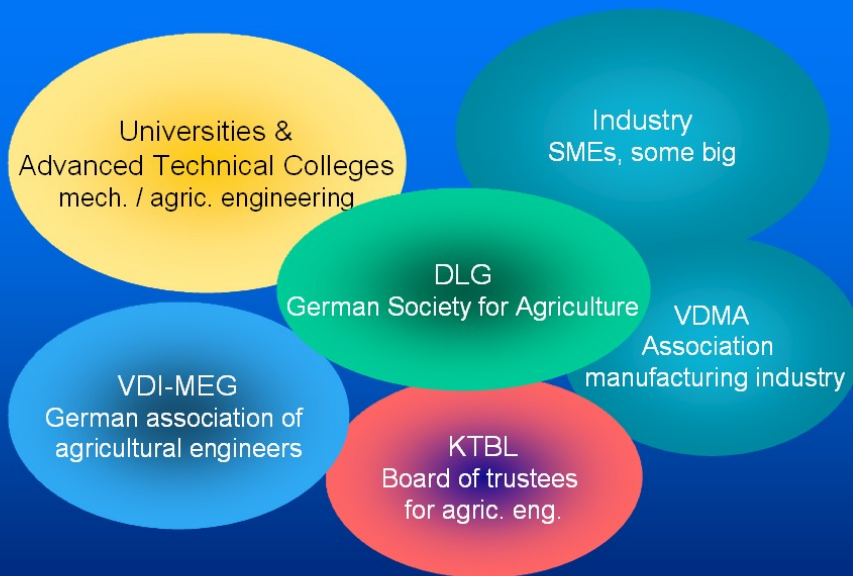 Universities &
Advanced Technical Colleges
mech. / agric. engineering
Industry
SMEs, some big
DLG
German Society for Agriculture
VDMA
Association
manufacturing industry
VDI-MEG
German association of
agricultural engineers
KTBL
Board of trustees
for agric. eng.